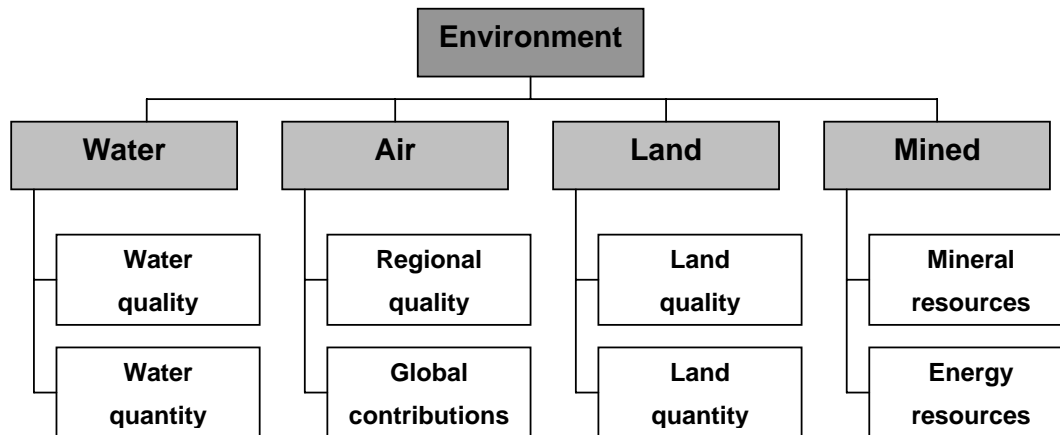 Environment
Water
Air
Land
Mined
Water
quality
Regional
quality
Land
quality
Mineral
resources
Water
quantity
Global
contributions
Land
quantity
Energy
resources